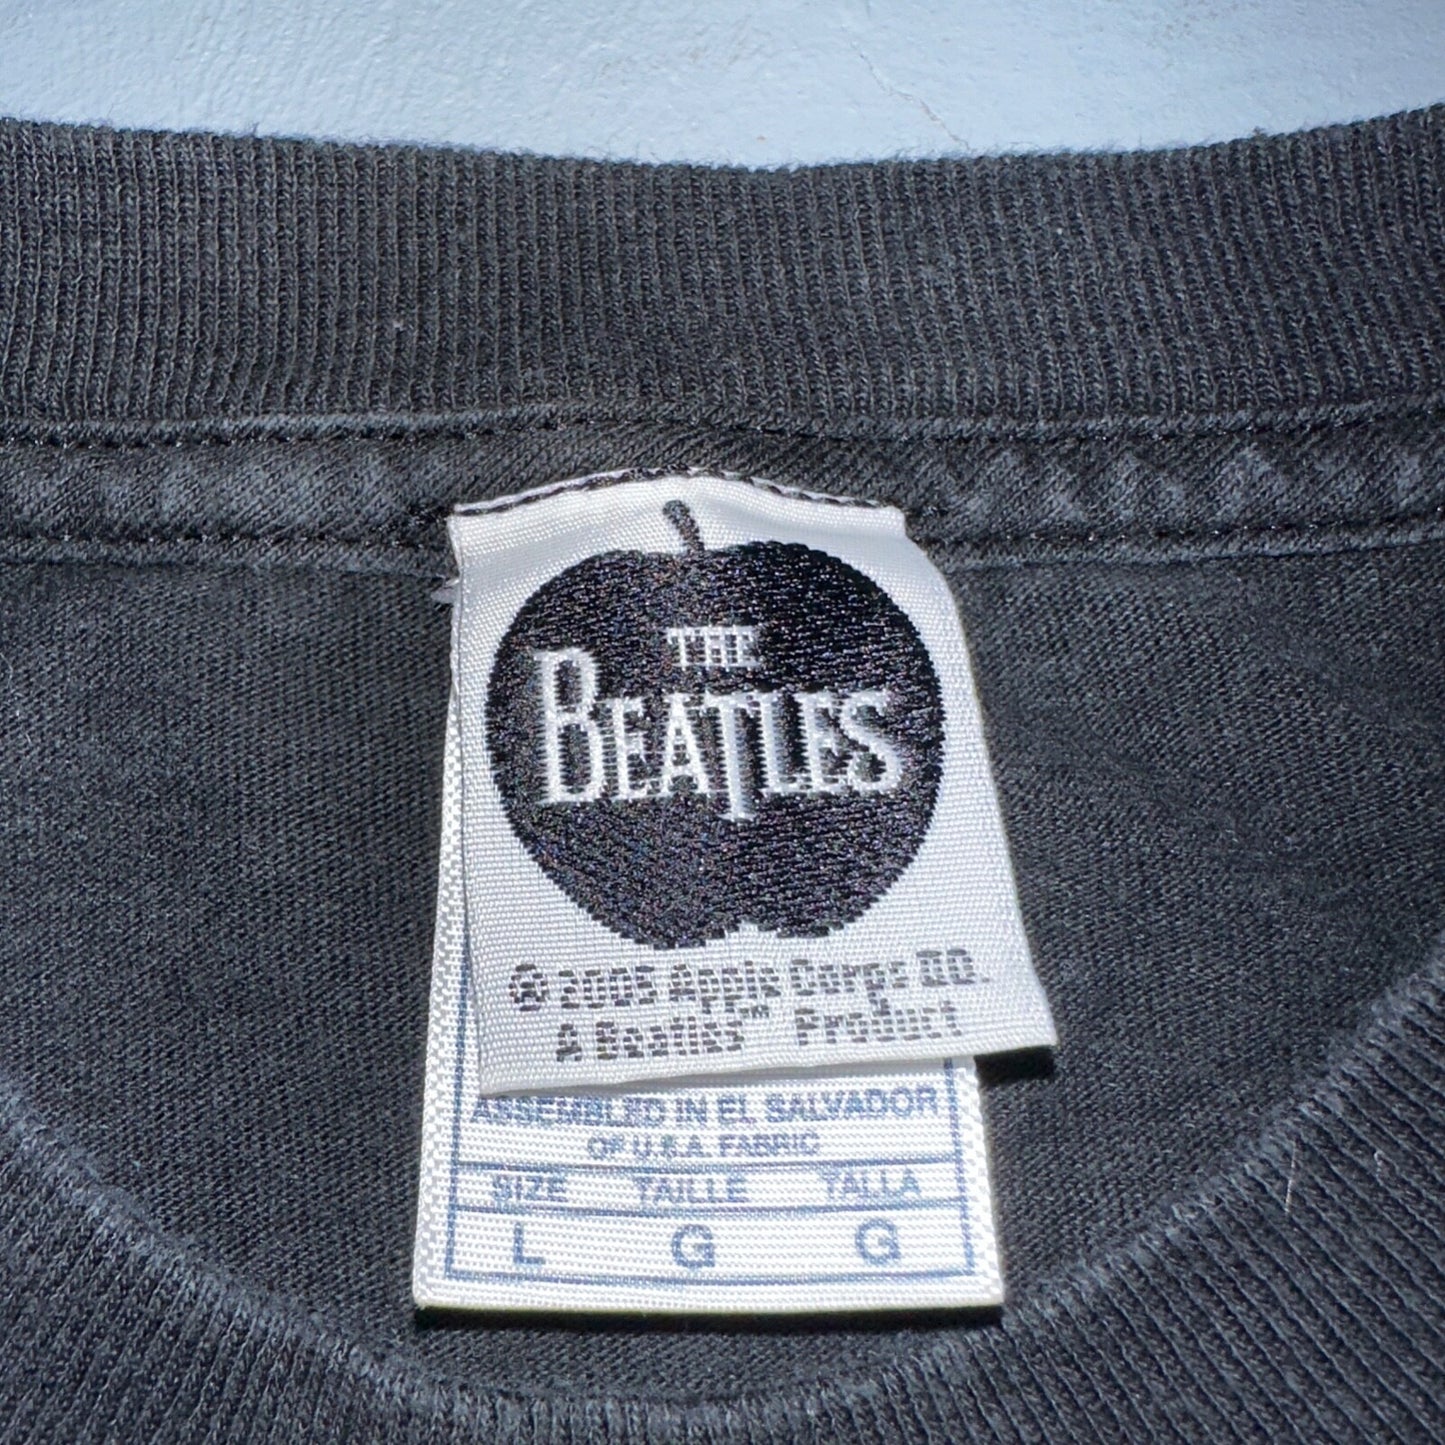 THE
BEATLES
© 2005 Apple Corps LTD.
A Beatles™ Product
ASSEMBLED IN EL SALVADOR
OF U.S.A. FABRIC
SIZE TAILLE TALLA
L G G